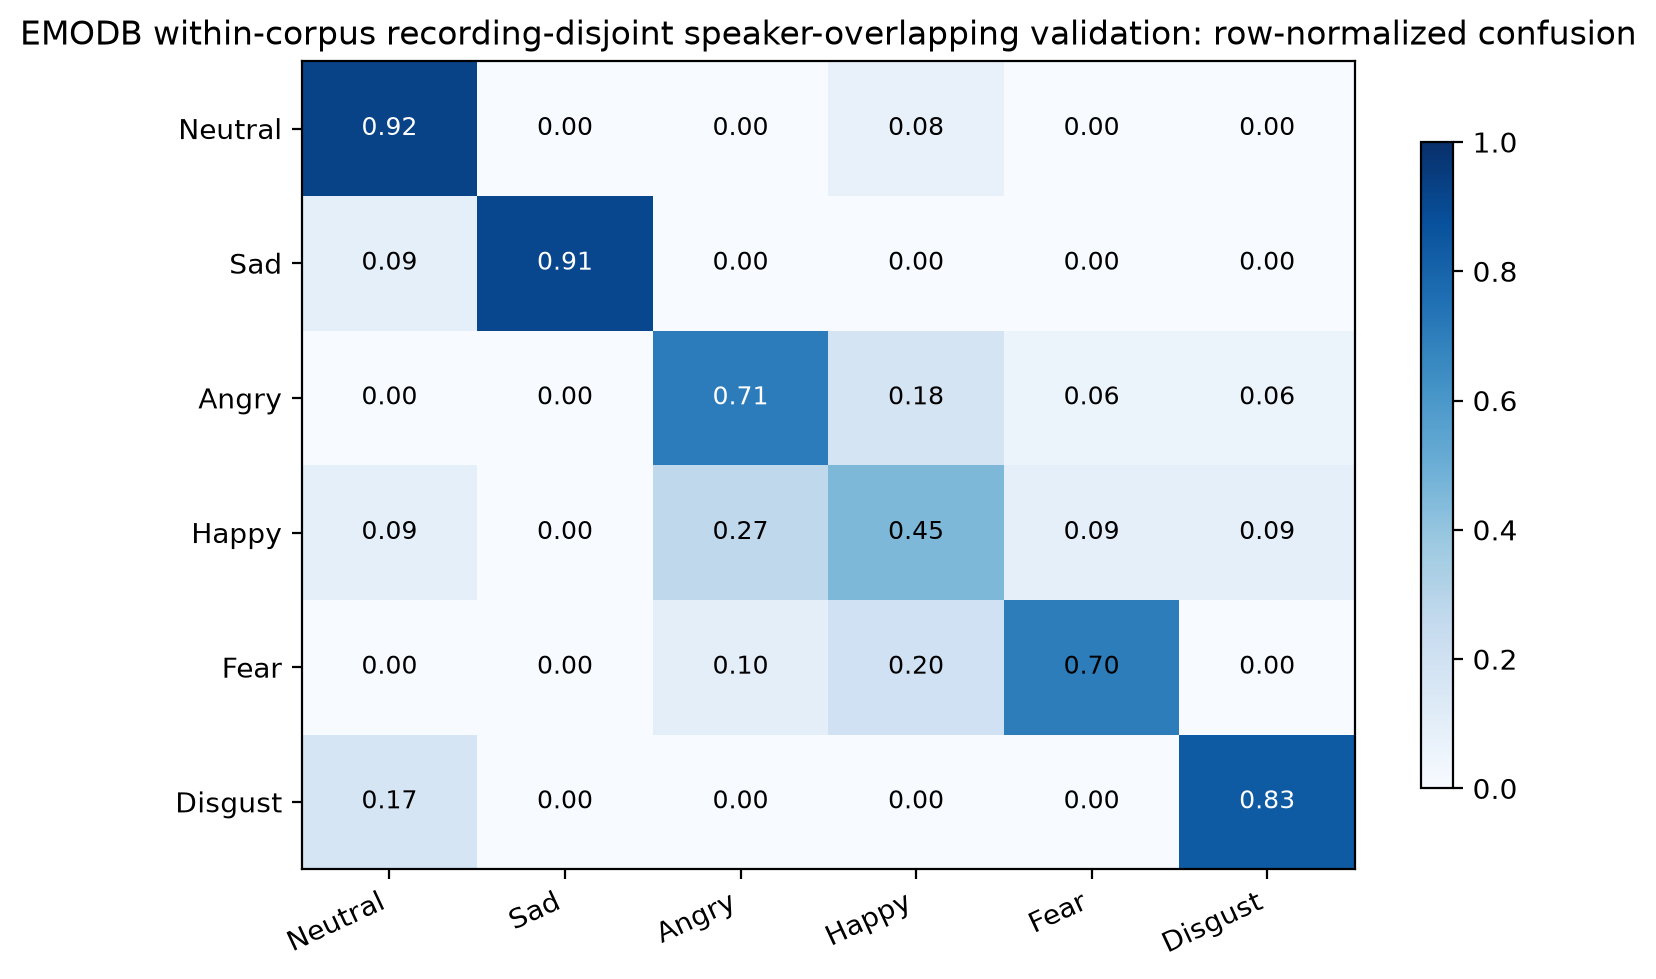 EMODB within-corpus recording-disjoint speaker-overlapping validation: row-normalized confusion
Neutral 0.92 0.00 0.00 0.08 0.00 0.00
Sad 0.09 0.91 0.00 0.00 0.00 0.00
Angry 0.00 0.00 0.71 0.18 0.06 0.06
Happy 0.09 0.00 0.27 0.45 0.09 0.09
Fear 0.00 0.00 0.10 0.20 0.70 0.00
Disgust 0.17 0.00 0.00 0.00 0.00 0.83
Neutral Sad Angry Happy Fear Disgust
1.0
0.8
0.6
0.4
0.2
0.0